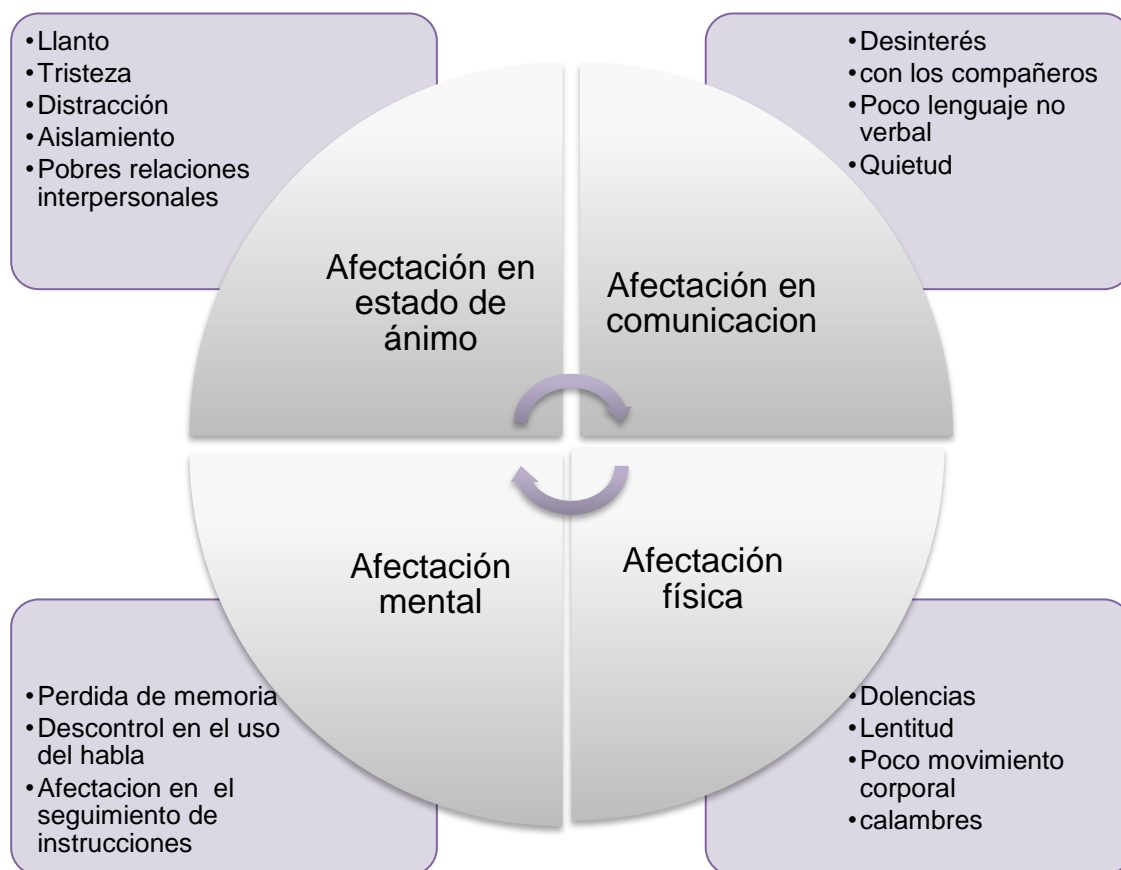 •Llanto
•Tristeza
•Distracción
•Aislamiento
•Pobres relaciones
interpersonales
•Desinterés
•con los compañeros
•Poco lenguaje no
verbal
•Quietud
Afectación en
estado de
ánimo
Afectación en
comunicacion
Afectación
mental
Afectación
física
•Perdida de memoria
•Descontrol en el uso
del habla
•Afectacion en  el
seguimiento de
instrucciones
•Dolencias
•Lentitud
•Poco movimiento
corporal
•calambres